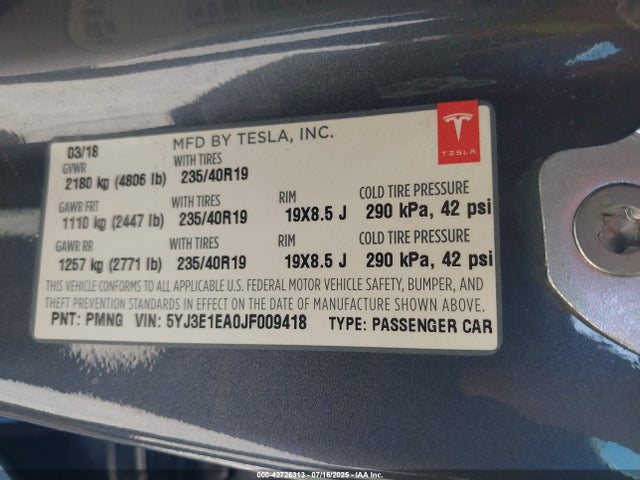 03/18 MFD BY TESLA, INC.
TESLA
GVWR WITH TIRES
2180 kg (4806 lb) 235/40R19
GAWR FRT WITH TIRES RIM COLD TIRE PRESSURE
1110 kg (2447 lb) 235/40R19 19X8.5 J 290 kPa, 42 psi
GAWR RR WITH TIRES RIM COLD TIRE PRESSURE
1257 kg (2771 lb) 235/40R19 19X8.5 J 290 kPa, 42 psi
THIS VEHICLE CONFORMS TO ALL APPLICABLE U.S. FEDERAL MOTOR VEHICLE SAFETY, BUMPER, AND
THEFT PREVENTION STANDARDS IN EFFECT ON THE DATE OF MANUFACTURE SHOWN ABOVE.
PNT: PMNG VIN: 5YJ3E1EA0JF009418 TYPE: PASSENGER CAR
000-42726313 - 07/16/2025 - IAA Inc.